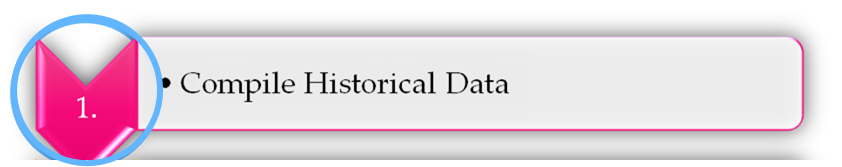 1.
• Compile Historical Data